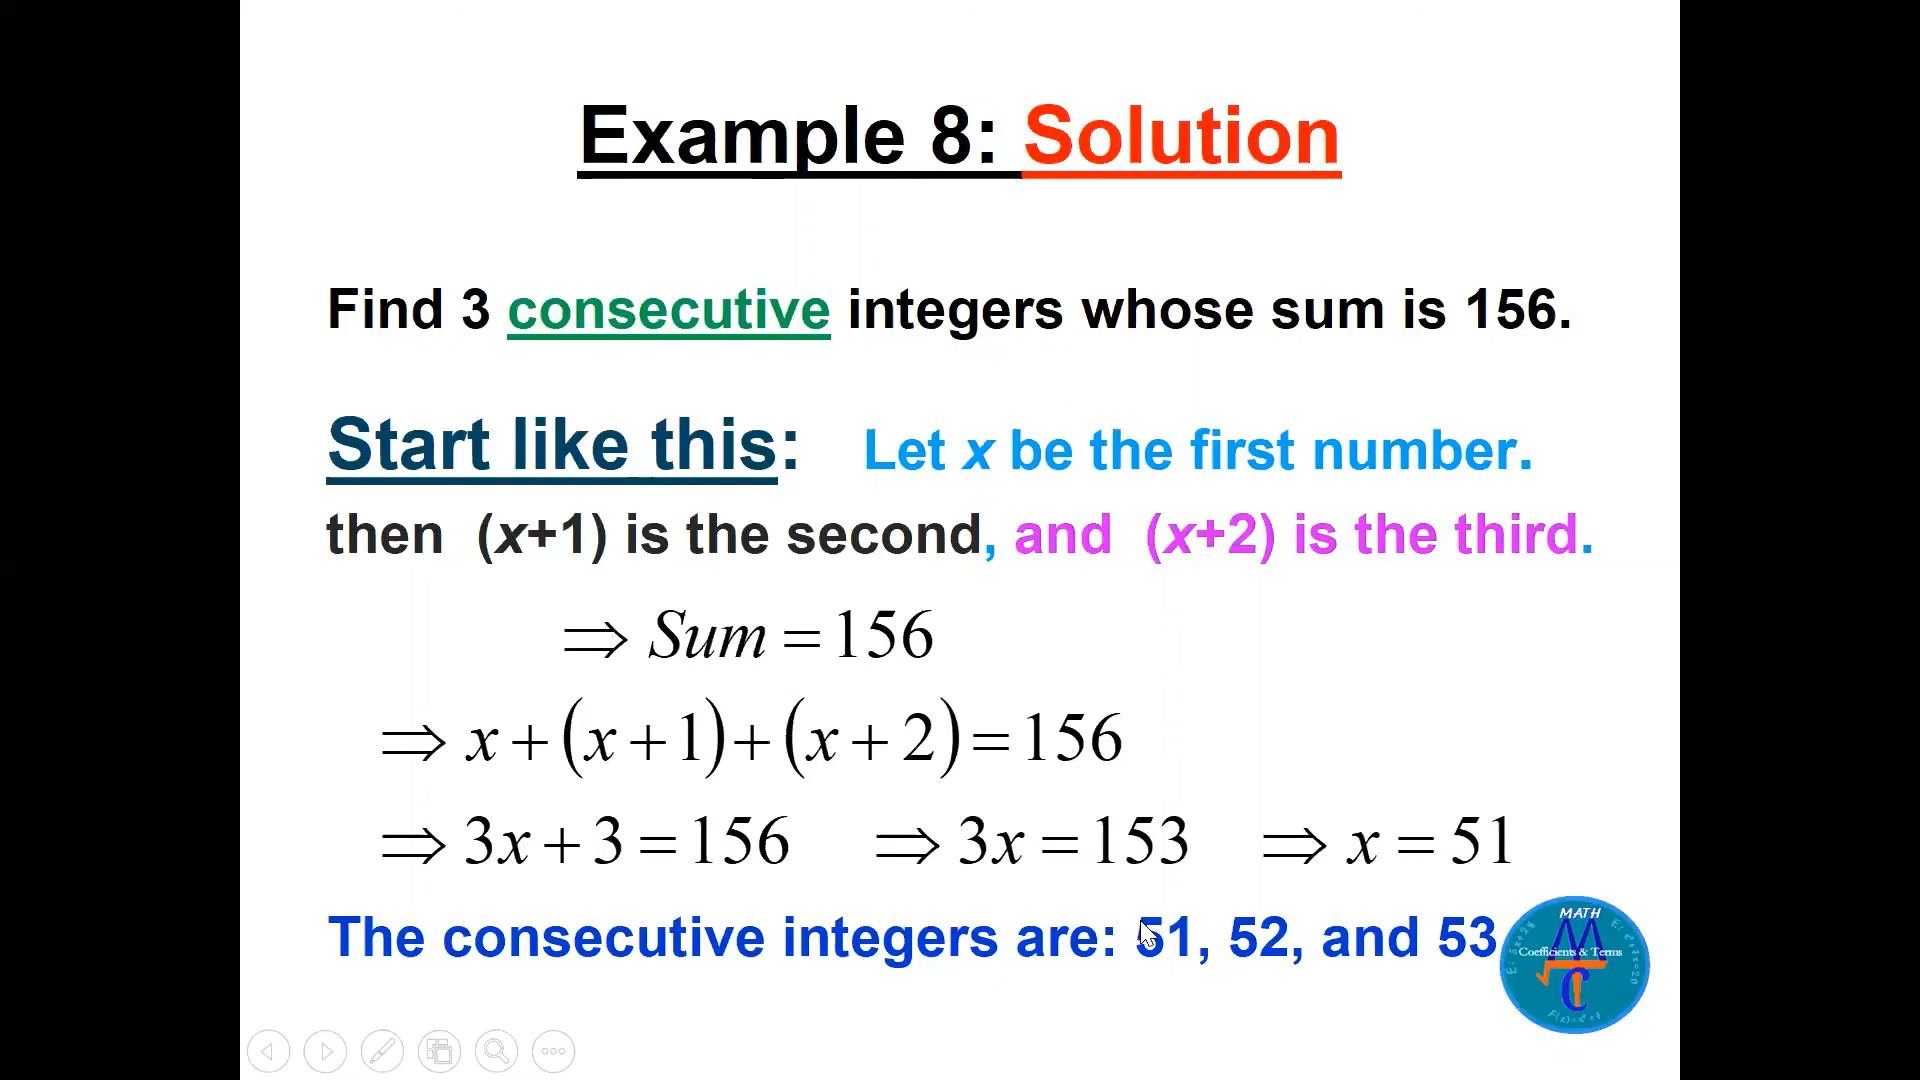 Example 8: Solution
Find 3 consecutive integers whose sum is 156.
Start like this: Let x be the first number.
then (x+1) is the second, and (x+2) is the third.
⇒ Sum = 156
⇒ x + (x + 1) + (x + 2) = 156
⇒ 3x + 3 = 156 ⇒ 3x = 153 ⇒ x = 51
The consecutive integers are: 51, 52, and 53
MATH
Coefficients & Terms